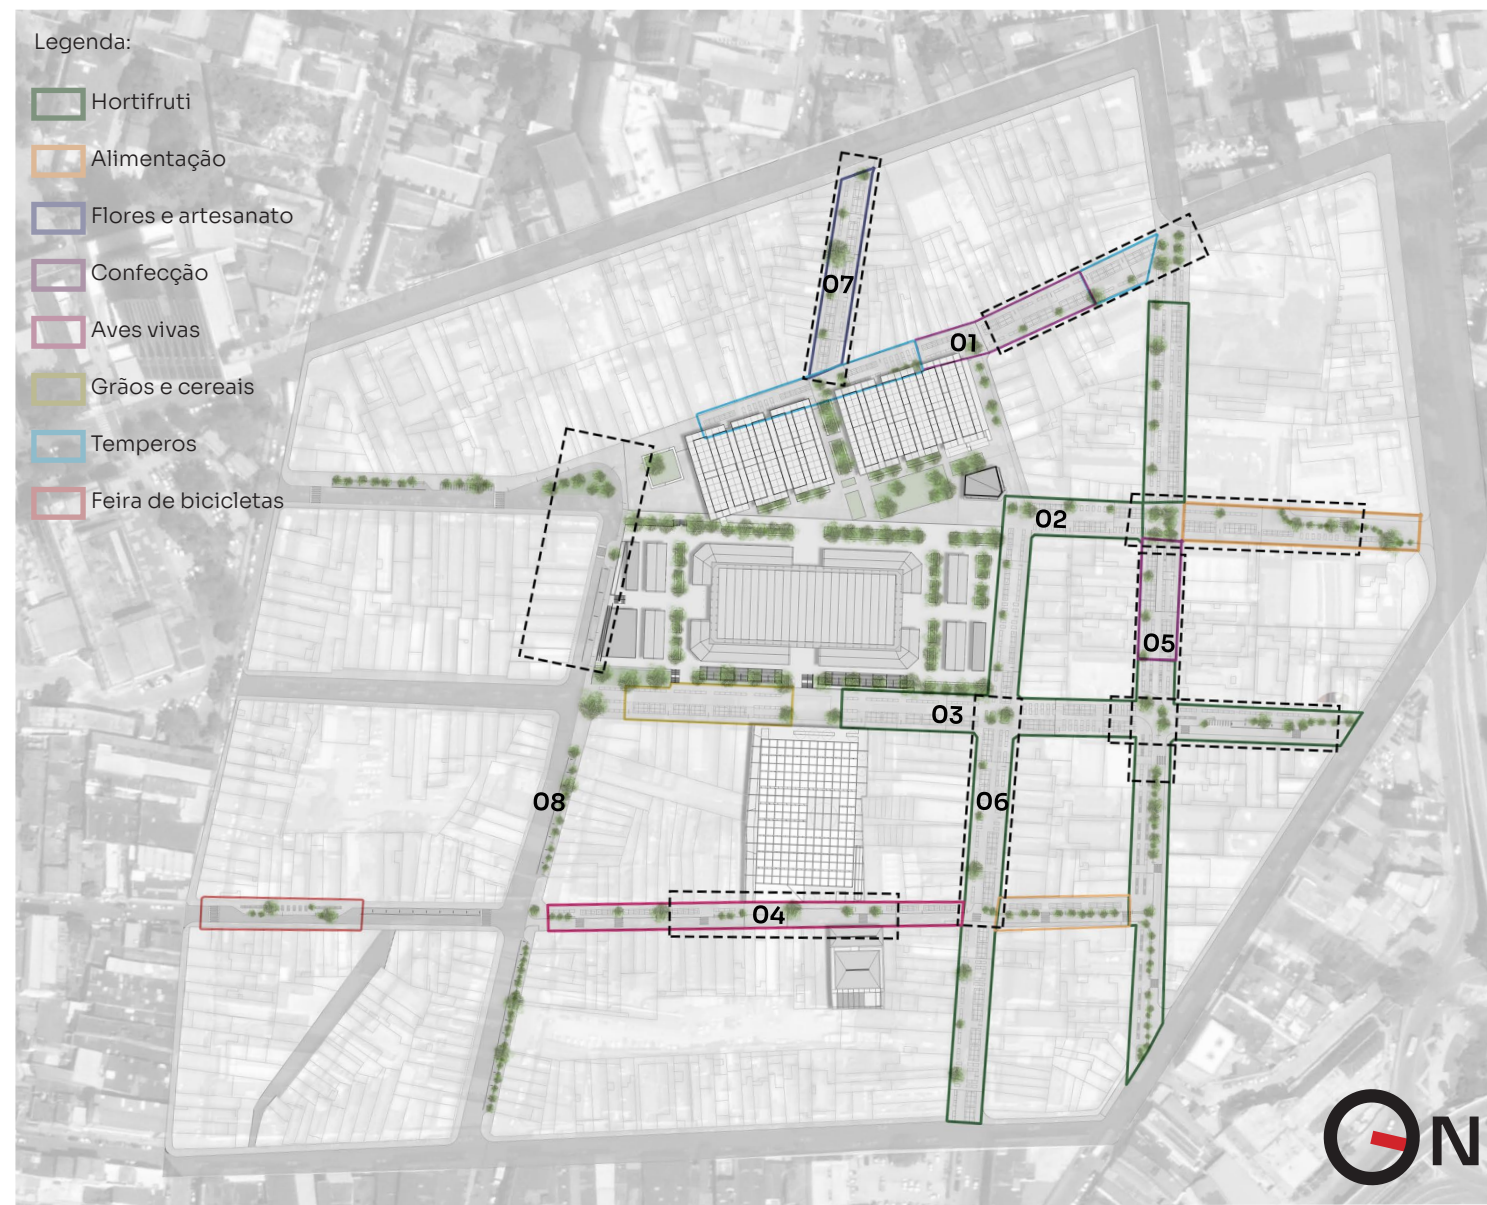 Legenda:
Hortifruti
Alimentação
Flores e artesanato
Confecção
Aves vivas
Grãos e cereais
Temperos
Feira de bicicletas
07
01
02
05
03
06
08
04
N